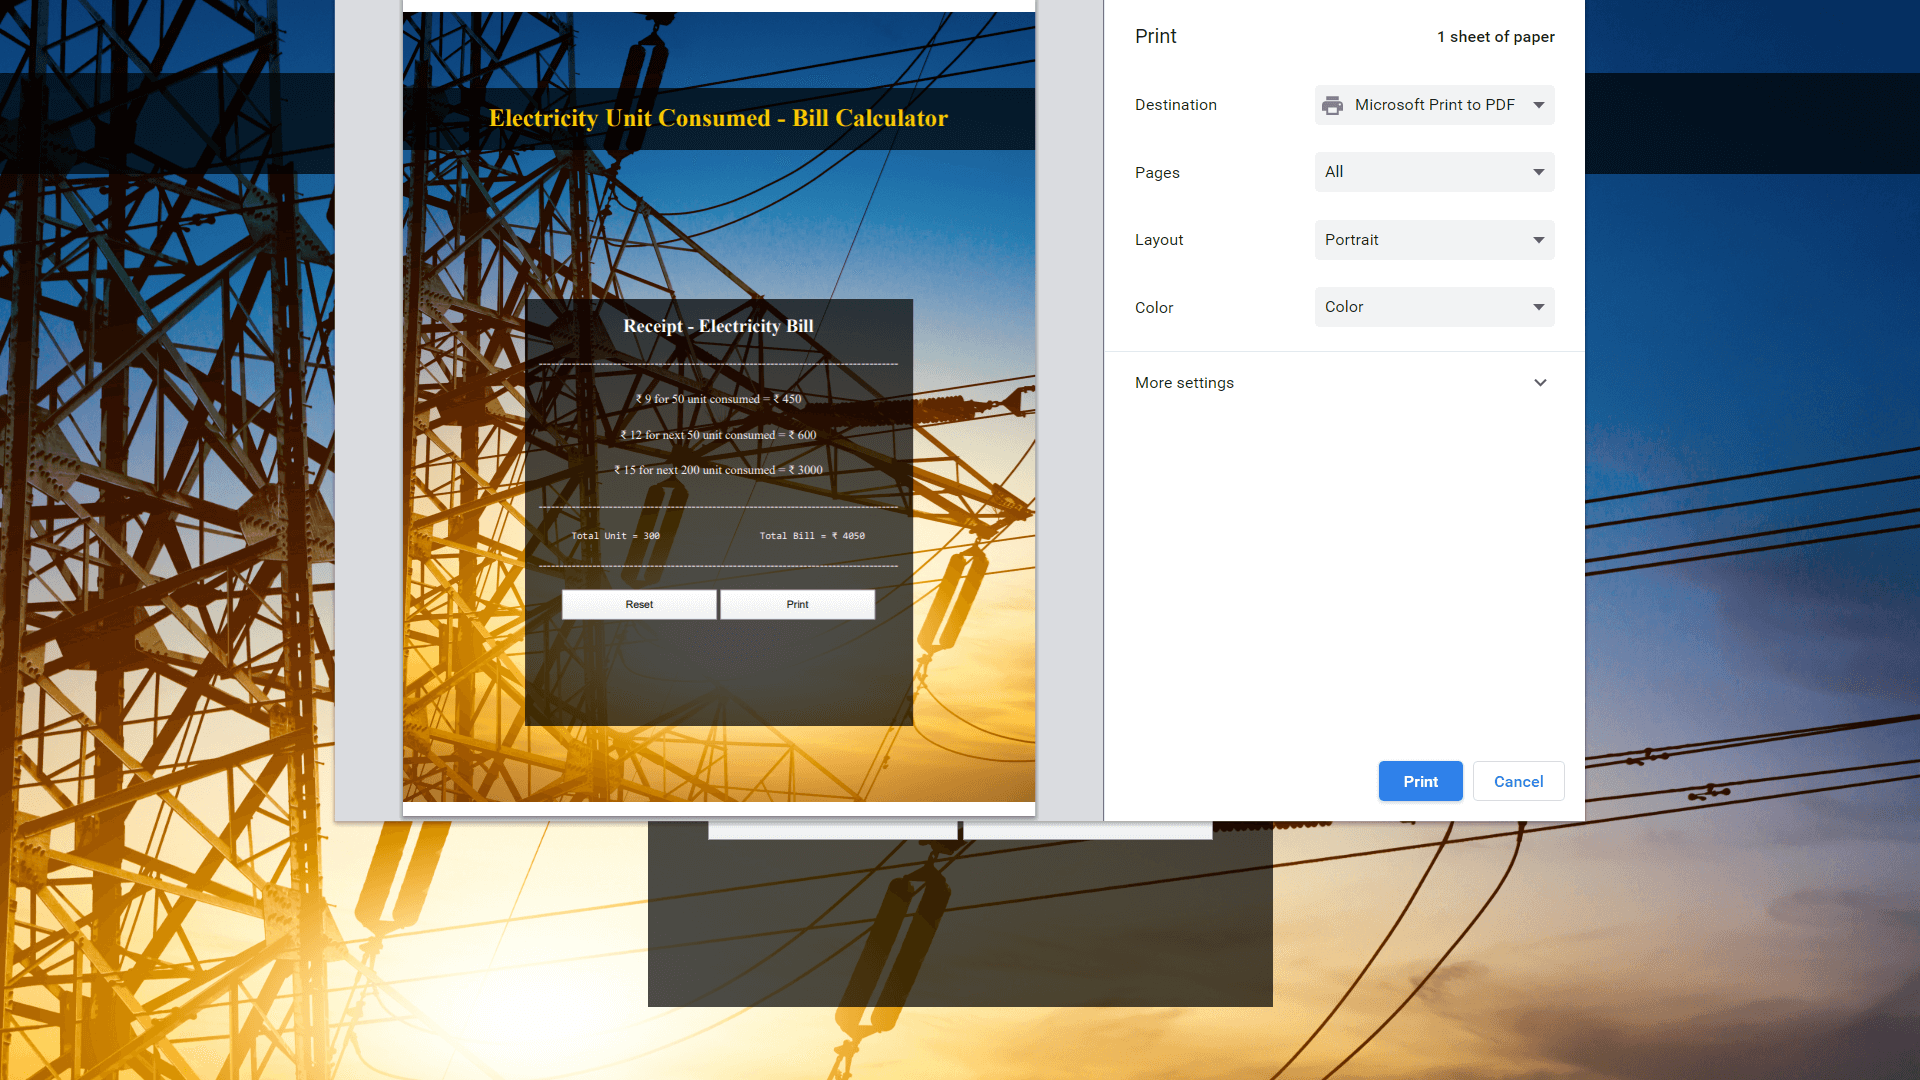 Electricity Unit Consumed - Bill Calculator
Receipt - Electricity Bill
₹ 9 for 50 unit consumed = ₹ 450
₹ 12 for next 50 unit consumed = ₹ 600
₹ 15 for next 200 unit consumed = ₹ 3000
Total Unit = 300 Total Bill = ₹ 4050
Reset Print
Print 1 sheet of paper
Destination Microsoft Print to PDF
Pages All
Layout Portrait
Color Color
More settings
Print Cancel